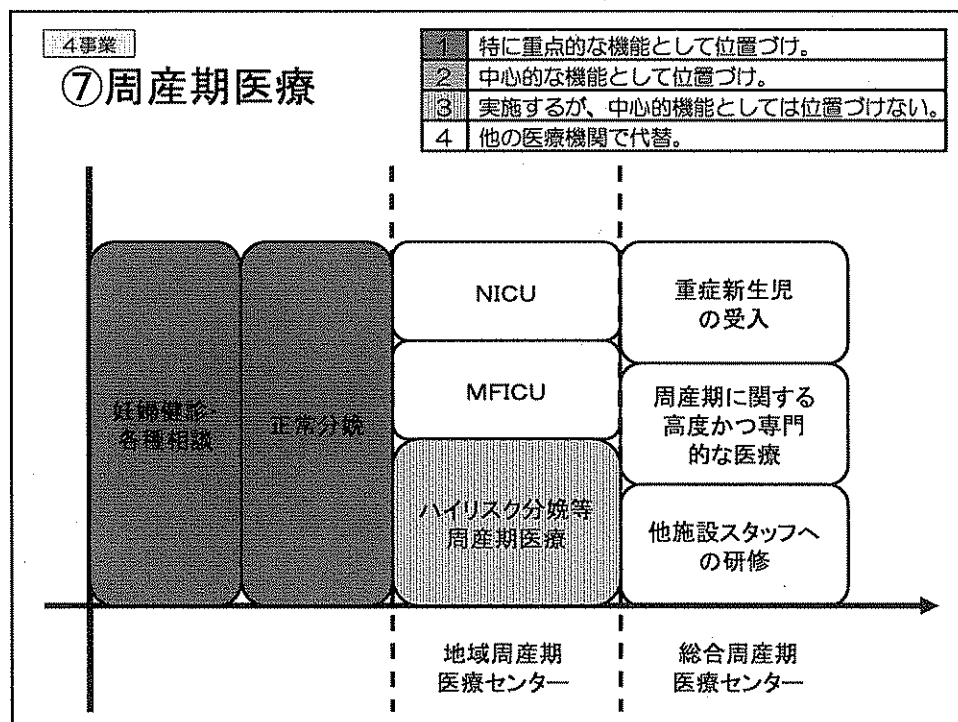 4事業
⑦周産期医療
1 特に重点的な機能として位置づけ。
2 中心的な機能として位置づけ。
3 実施するが、中心的機能としては位置づけない。
4 他の医療機関で代替。
妊婦健診・
各種相談
正常分娩
NICU
MFICU
ハイリスク分娩等
周産期医療
重症新生児
の受入
周産期に関する
高度かつ専門
的な医療
他施設スタッフへ
の研修
地域周産期
医療センター
総合周産期
医療センター